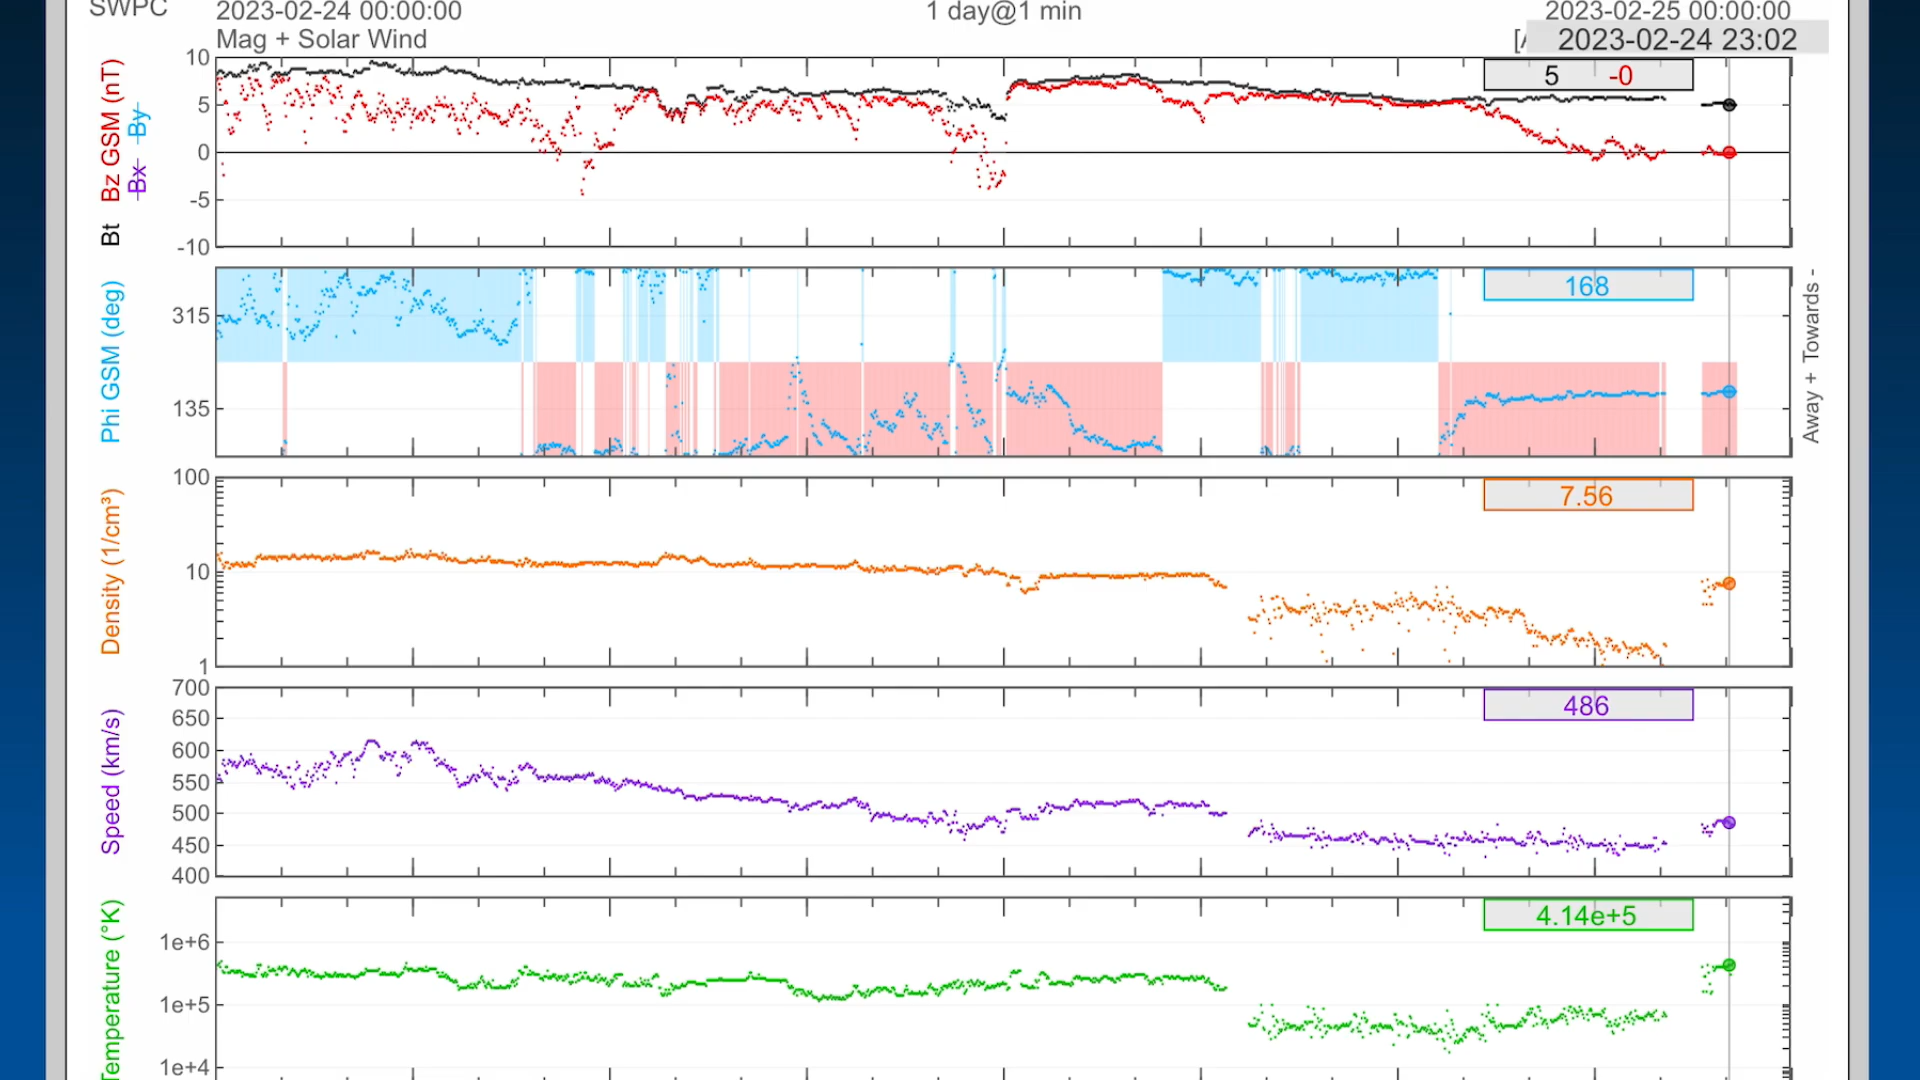 SWPC 2023-02-24 00:00:00 1 day@1 min 2023-02-25 00:00:00
Mag + Solar Wind [A 2023-02-24 23:02
Bt Bz GSM (nT)
Bx By
10
5
0
-5
-10
5 -0
Phi GSM (deg)
315
135
168
Away + Towards -
Density (1/cm³)
100
10
1
7.56
Speed (km/s)
700
650
600
550
500
450
400
486
Temperature (°K)
1e+6
1e+5
1e+4
4.14e+5